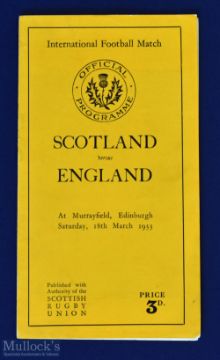 International Football Match
OFFICIAL
PROGRAMME
SCOTLAND
versus
ENGLAND
At Murrayfield, Edinburgh
Saturday, 18th March 1933
Published with
Authority of the
SCOTTISH
RUGBY
UNION
PRICE
3D.
Mullock's